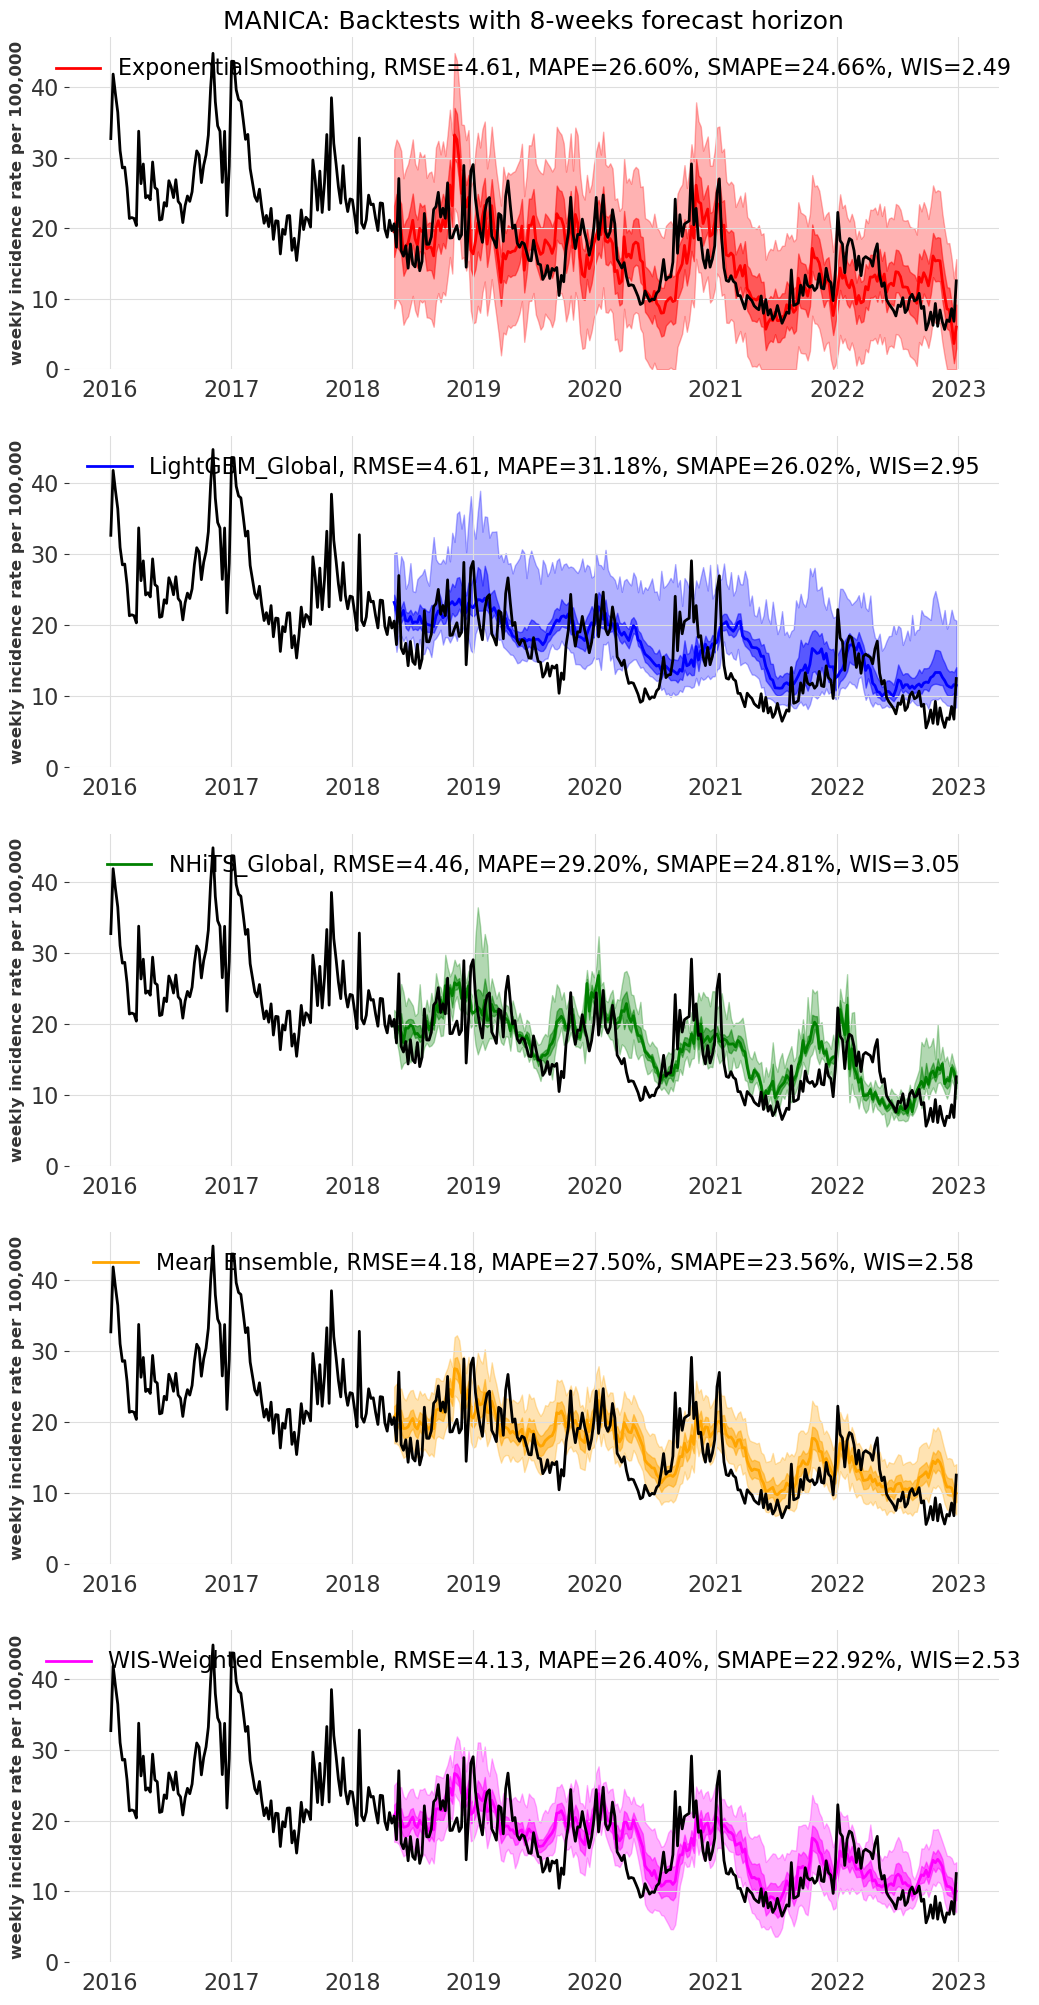 MANICA: Backtests with 8-weeks forecast horizon
ExponentialSmoothing, RMSE=4.61, MAPE=26.60%, SMAPE=24.66%, WIS=2.49
weekly incidence rate per 100,000
40
30
20
10
0
2016 2017 2018 2019 2020 2021 2022 2023
LightGBM_Global, RMSE=4.61, MAPE=31.18%, SMAPE=26.02%, WIS=2.95
weekly incidence rate per 100,000
40
30
20
10
0
2016 2017 2018 2019 2020 2021 2022 2023
NHiTS_Global, RMSE=4.46, MAPE=29.20%, SMAPE=24.81%, WIS=3.05
weekly incidence rate per 100,000
40
30
20
10
0
2016 2017 2018 2019 2020 2021 2022 2023
Mean Ensemble, RMSE=4.18, MAPE=27.50%, SMAPE=23.56%, WIS=2.58
weekly incidence rate per 100,000
40
30
20
10
0
2016 2017 2018 2019 2020 2021 2022 2023
WIS-Weighted Ensemble, RMSE=4.13, MAPE=26.40%, SMAPE=22.92%, WIS=2.53
weekly incidence rate per 100,000
40
30
20
10
0
2016 2017 2018 2019 2020 2021 2022 2023